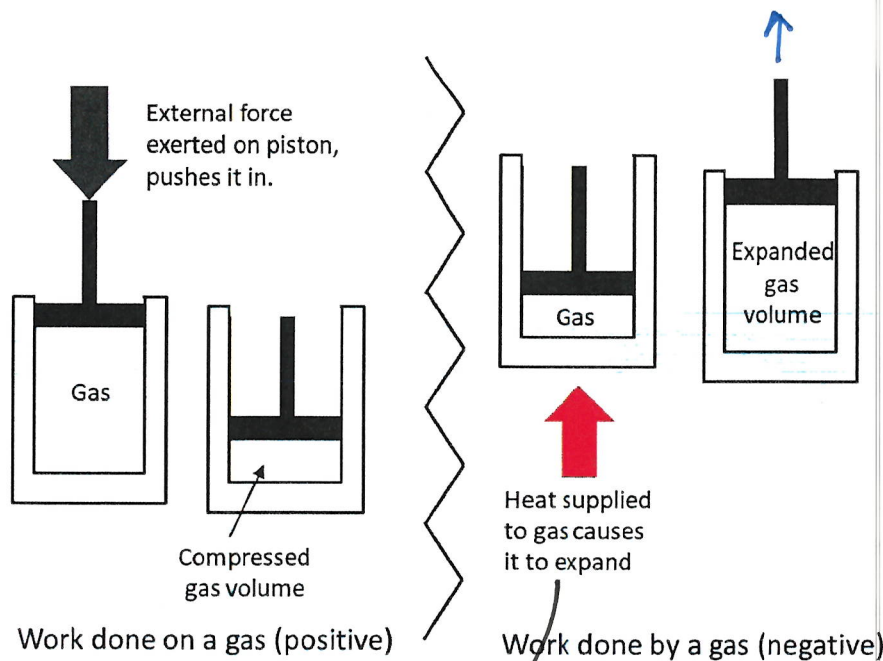 External force
exerted on piston,
pushes it in.
Gas
Compressed
gas volume
Work done on a gas (positive)
Gas
Expanded
gas
volume
Heat supplied
to gas causes
it to expand
Work done by a gas (negative)